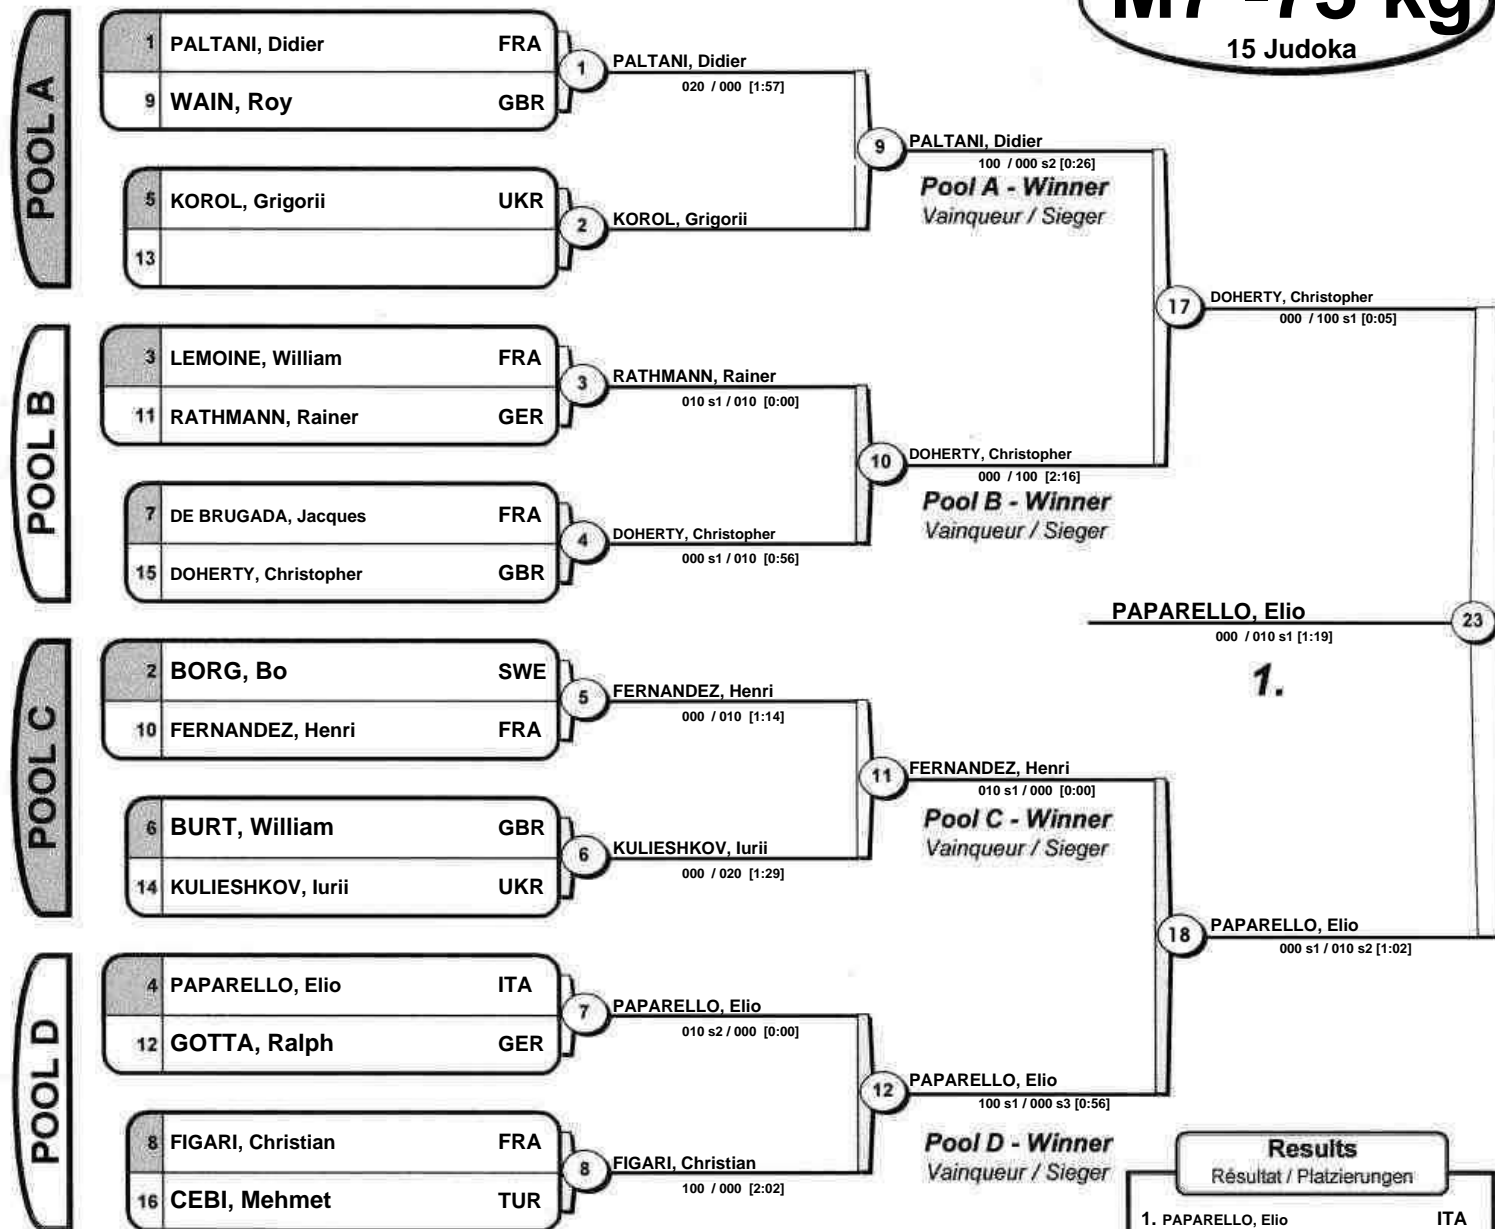 M7 -73 kg
15 Judoka
POOL A
1 PALTANI, Didier FRA
9 WAIN, Roy GBR
5 KOROL, Grigorii UKR
13
1
PALTANI, Didier
020 / 000 [1:57]
2
KOROL, Grigorii
9
PALTANI, Didier
100 / 000 s2 [0:26]
Pool A - Winner
Vainqueur / Sieger
POOL B
3 LEMOINE, William FRA
11 RATHMANN, Rainer GER
7 DE BRUGADA, Jacques FRA
15 DOHERTY, Christopher GBR
3
RATHMANN, Rainer
010 s1 / 010 [0:00]
4
DOHERTY, Christopher
000 s1 / 010 [0:56]
10
DOHERTY, Christopher
000 / 100 [2:16]
Pool B - Winner
Vainqueur / Sieger
17
DOHERTY, Christopher
000 / 100 s1 [0:05]
PAPARELLO, Elio
23
000 / 010 s1 [1:19]
1.
POOL C
2 BORG, Bo SWE
10 FERNANDEZ, Henri FRA
6 BURT, William GBR
14 KULIESHKOV, Iurii UKR
5
FERNANDEZ, Henri
000 / 010 [1:14]
6
KULIESHKOV, Iurii
000 / 020 [1:29]
11
FERNANDEZ, Henri
010 s1 / 000 [0:00]
Pool C - Winner
Vainqueur / Sieger
18
PAPARELLO, Elio
000 s1 / 010 s2 [1:02]
POOL D
4 PAPARELLO, Elio ITA
12 GOTTA, Ralph GER
8 FIGARI, Christian FRA
16 CEBI, Mehmet TUR
7
PAPARELLO, Elio
010 s2 / 000 [0:00]
8
FIGARI, Christian
100 / 000 [2:02]
12
PAPARELLO, Elio
100 s1 / 000 s3 [0:56]
Pool D - Winner
Vainqueur / Sieger
Results
Résultat / Platzierungen
1. PAPARELLO, Elio ITA